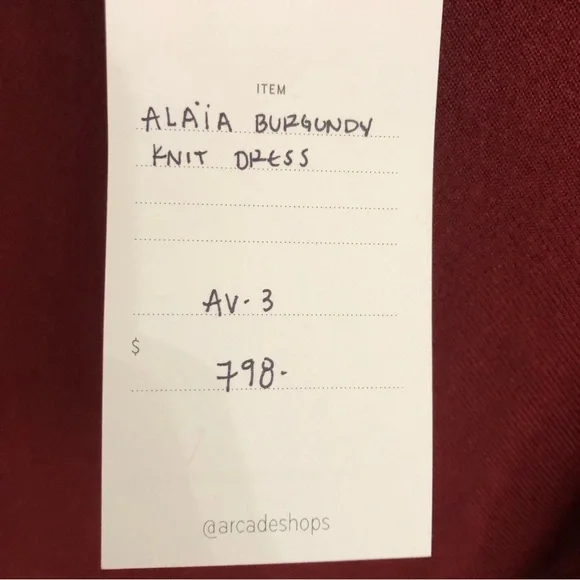 ITEM
ALAÏA BURGUNDY
KNIT DRESS
AV-3
$
798-
@arcadeshops